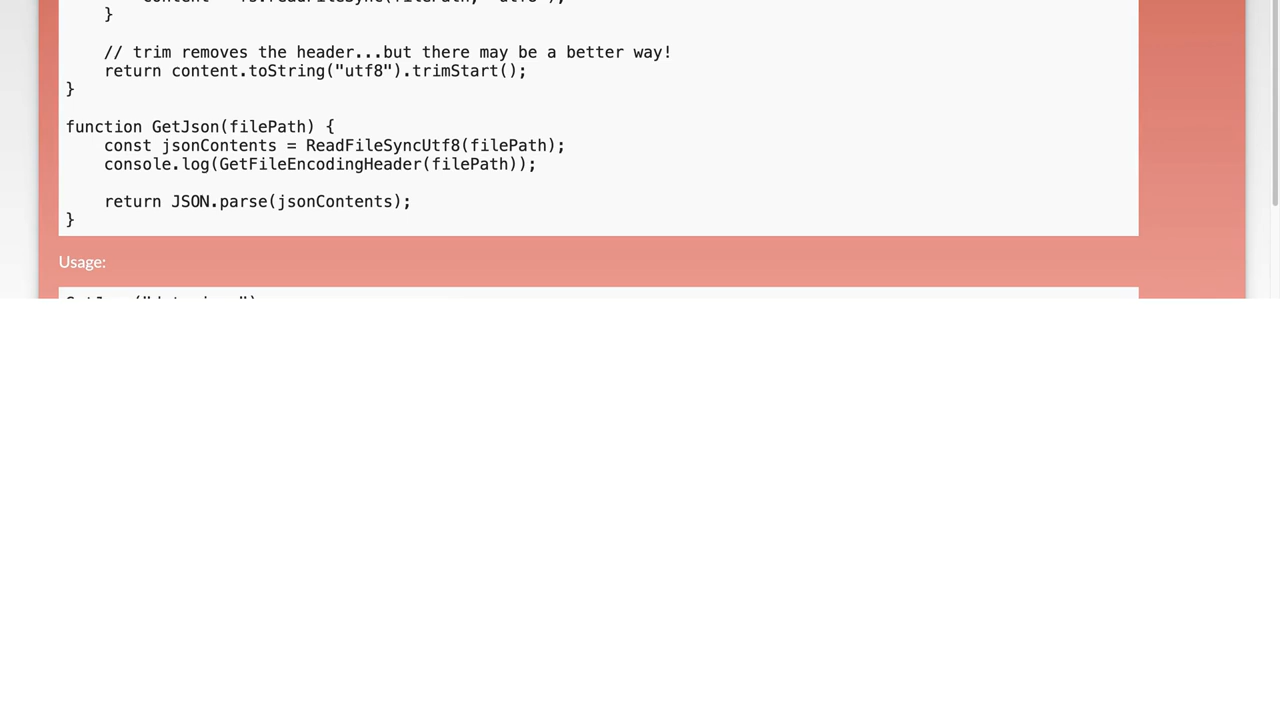 }
// trim removes the header...but there may be a better way!
return content.toString("utf8").trimStart();
}
function GetJson(filePath) {
const jsonContents = ReadFileSyncUtf8(filePath);
console.log(GetFileEncodingHeader(filePath));
return JSON.parse(jsonContents);
}
Usage: